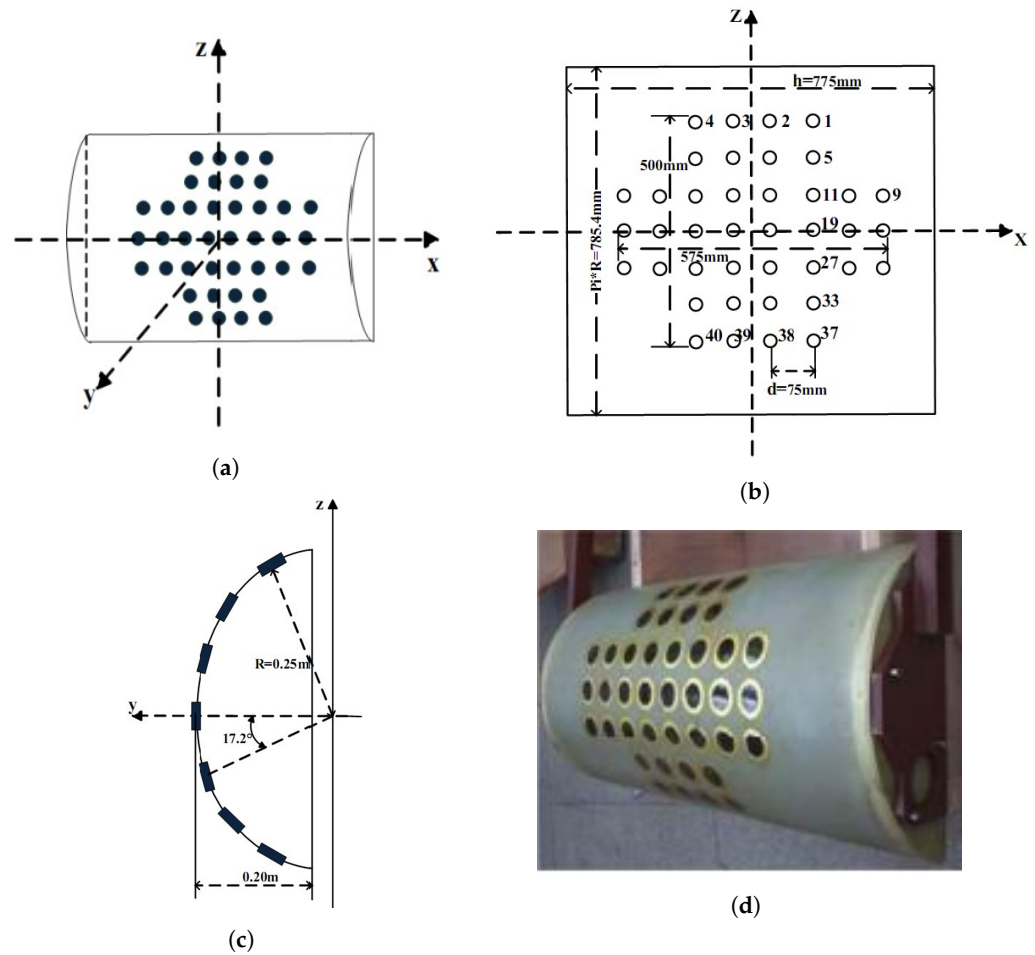 z
x
y
(a)
z
h=775mm
4 3 2 1
500mm
5
11 9
Pi*R=785.4mm
19
x
575mm
27
33
40 39 38 37
d=75mm
(b)
z
R=0.25m
y
17.2°
0.20m
(c)
(d)